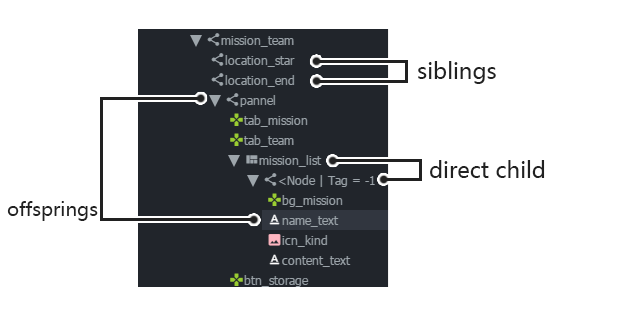 mission_team
location_star
location_end
siblings
pannel
tab_mission
tab_team
mission_list
direct child
<Node | Tag = -1
bg_mission
offsprings
name_text
icn_kind
content_text
btn_storage